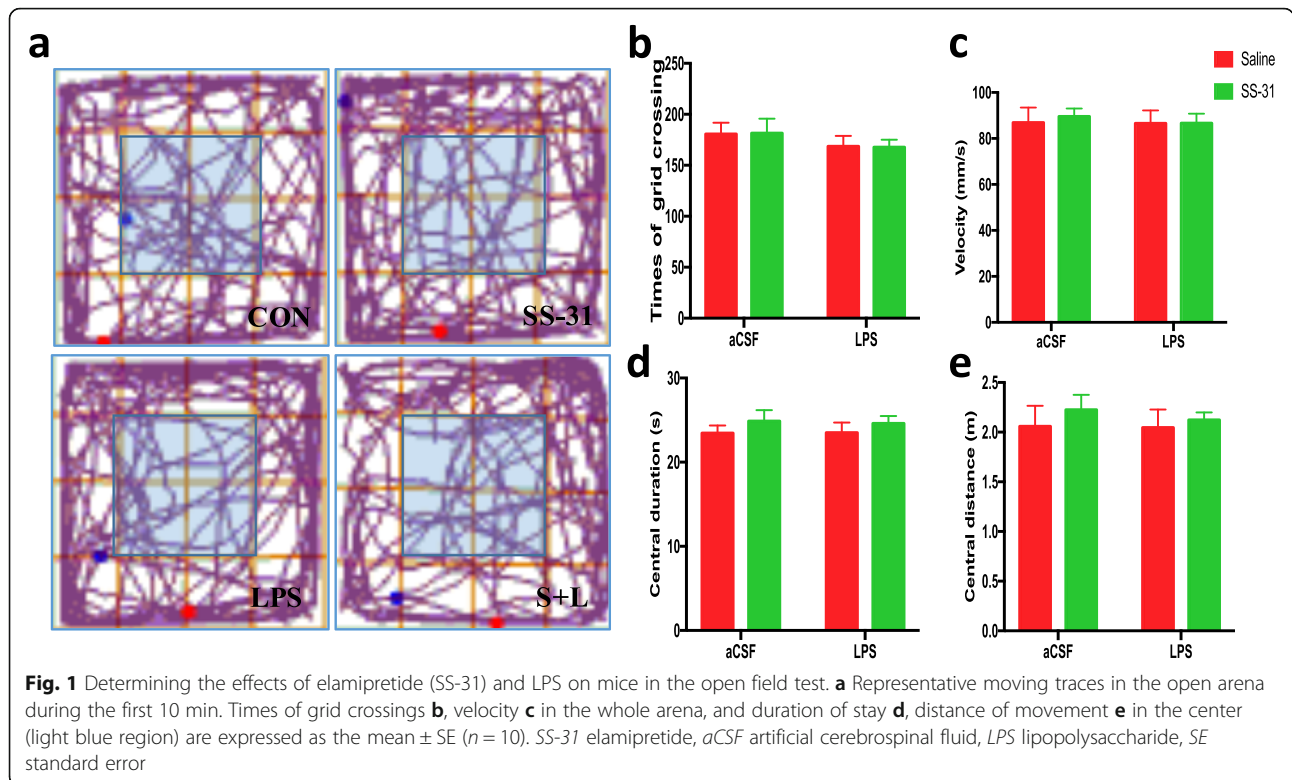 a
CON
SS-31
LPS
S+L
b
Times of grid crossing
250
200
150
100
50
0
aCSF
LPS
c
Saline
SS-31
Velocity (mm/s)
100
80
60
40
20
0
aCSF
LPS
d
Central duration (s)
30
20
10
0
aCSF
LPS
e
Central distance (m)
2.5
2.0
1.5
1.0
0.5
0.0
aCSF
LPS
Fig. 1 Determining the effects of elamipretide (SS-31) and LPS on mice in the open field test. a Representative moving traces in the open arena
during the first 10 min. Times of grid crossings b, velocity c in the whole arena, and duration of stay d, distance of movement e in the center
(light blue region) are expressed as the mean ± SE (n = 10). SS-31 elamipretide, aCSF artificial cerebrospinal fluid, LPS lipopolysaccharide, SE
standard error